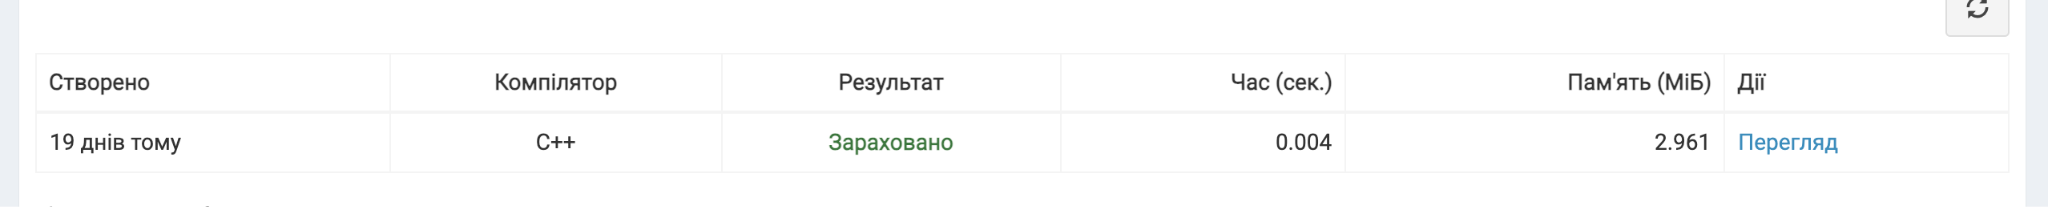 Створено Компілятор Результат Час (сек.) Пам'ять (МіБ) Дії
19 днів тому C++ Зараховано 0.004 2.961 Перегляд